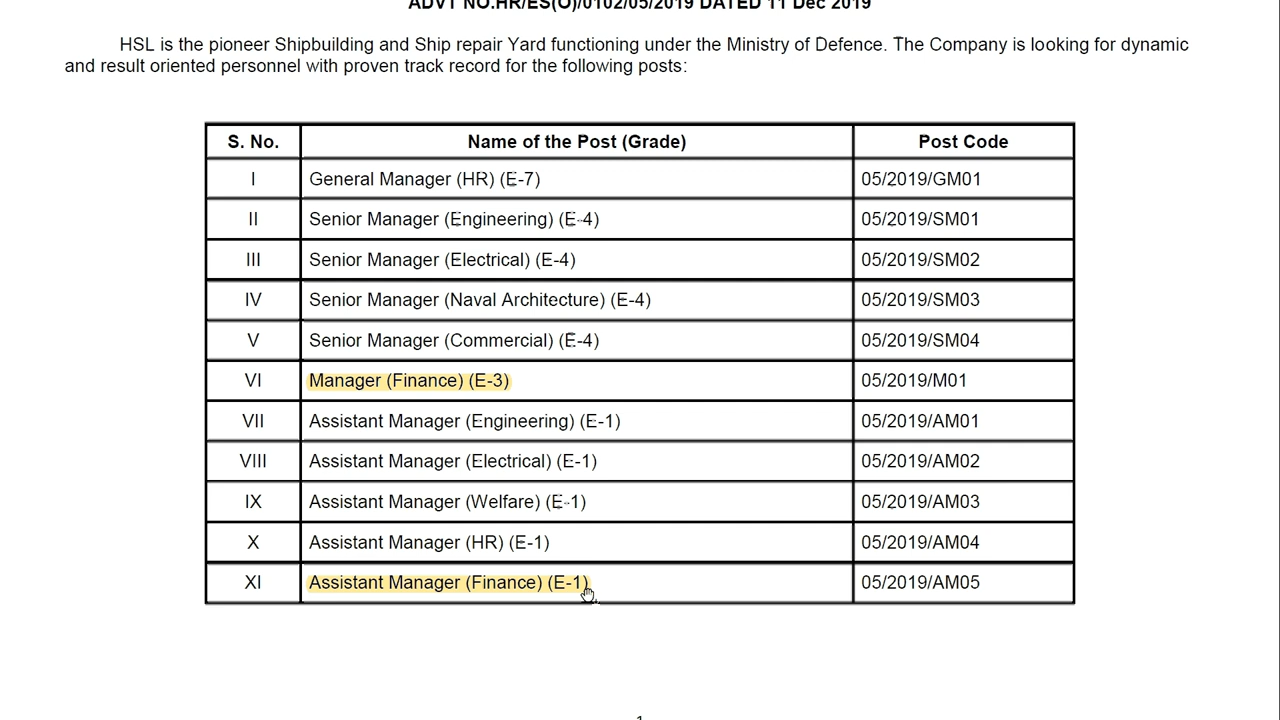 ADVT NO.HR/ES(O)/0102/05/2019 DATED 11 Dec 2019
HSL is the pioneer Shipbuilding and Ship repair Yard functioning under the Ministry of Defence. The Company is looking for dynamic
and result oriented personnel with proven track record for the following posts:
S. No. Name of the Post (Grade) Post Code
I General Manager (HR) (E-7) 05/2019/GM01
II Senior Manager (Engineering) (E-4) 05/2019/SM01
III Senior Manager (Electrical) (E-4) 05/2019/SM02
IV Senior Manager (Naval Architecture) (E-4) 05/2019/SM03
V Senior Manager (Commercial) (E-4) 05/2019/SM04
VI Manager (Finance) (E-3) 05/2019/M01
VII Assistant Manager (Engineering) (E-1) 05/2019/AM01
VIII Assistant Manager (Electrical) (E-1) 05/2019/AM02
IX Assistant Manager (Welfare) (E-1) 05/2019/AM03
X Assistant Manager (HR) (E-1) 05/2019/AM04
XI Assistant Manager (Finance) (E-1) 05/2019/AM05
1